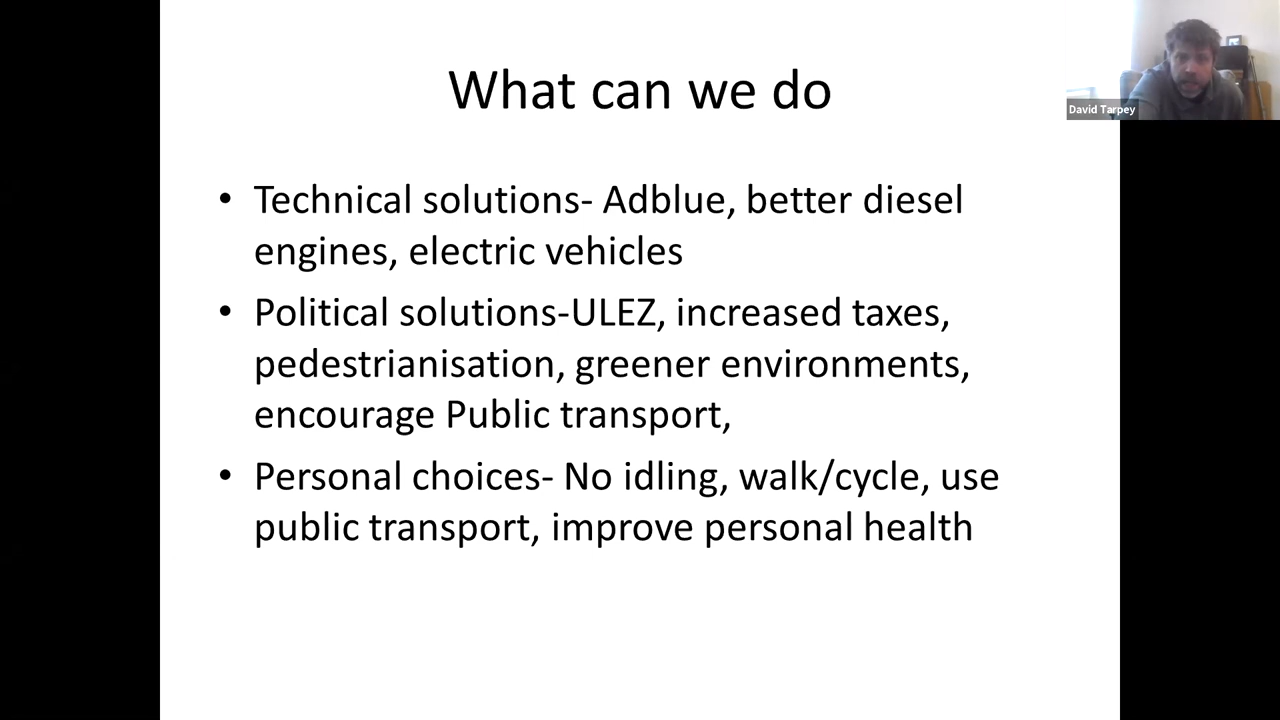 What can we do
David Tarpey
• Technical solutions- Adblue, better diesel
engines, electric vehicles
• Political solutions-ULEZ, increased taxes,
pedestrianisation, greener environments,
encourage Public transport,
• Personal choices- No idling, walk/cycle, use
public transport, improve personal health